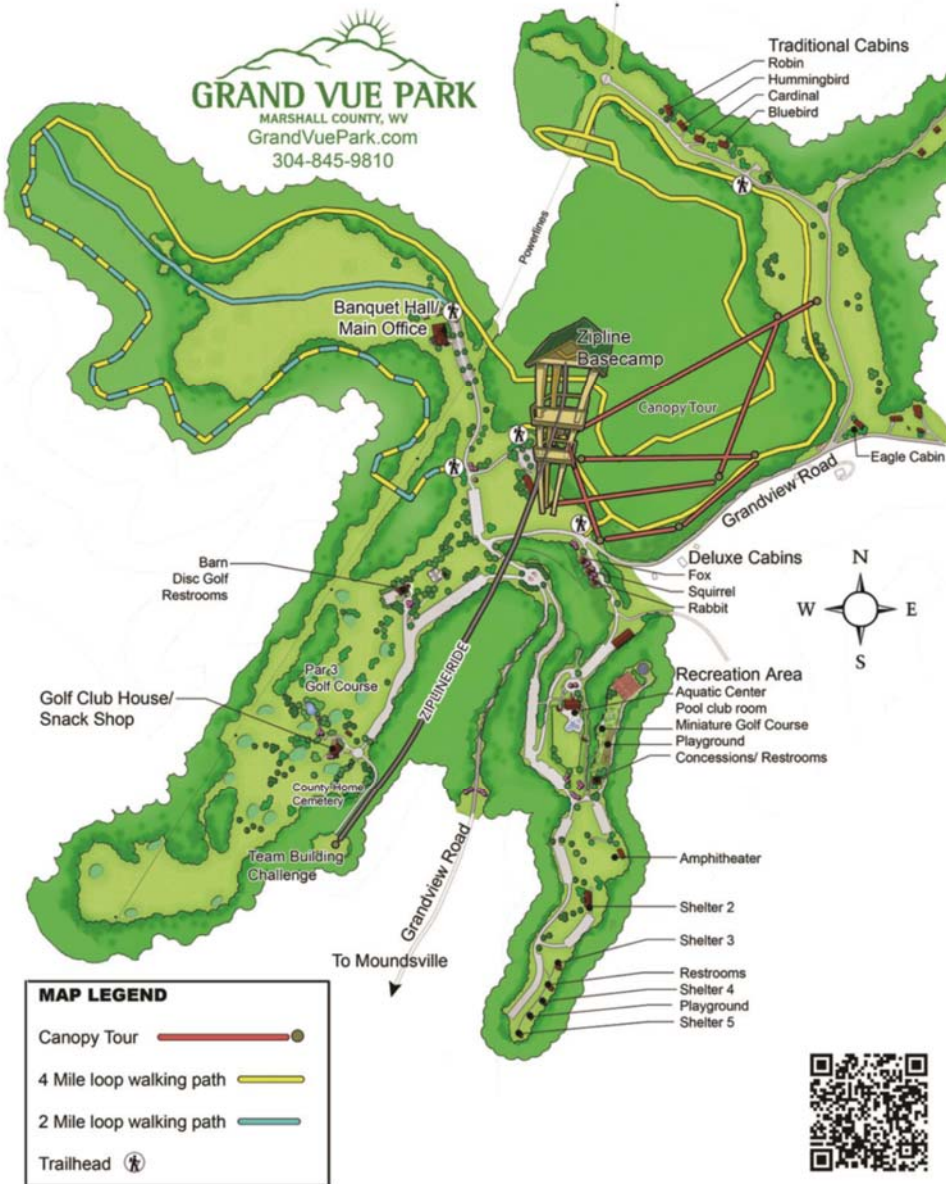 GRAND VUE PARK
MARSHALL COUNTY, WV
GrandVuePark.com
304-845-9810
Traditional Cabins
Robin
Hummingbird
Cardinal
Bluebird
Powerlines
Banquet Hall/
Main Office
Zipline
Basecamp
Canopy Tour
Eagle Cabin
Grandview Road
Deluxe Cabins
Fox
Squirrel
Rabbit
N
W E
S
Barn
Disc Golf
Restrooms
Par 3
Golf Course
Golf Club House/
Snack Shop
ZIPLINE RIDE
County Home
Cemetery
Team Building
Challenge
Recreation Area
Aquatic Center
Pool club room
Miniature Golf Course
Playground
Concessions/ Restrooms
Amphitheater
Grandview Road
To Moundsville
Shelter 2
Shelter 3
Restrooms
Shelter 4
Playground
Shelter 5
MAP LEGEND
Canopy Tour
4 Mile loop walking path
2 Mile loop walking path
Trailhead